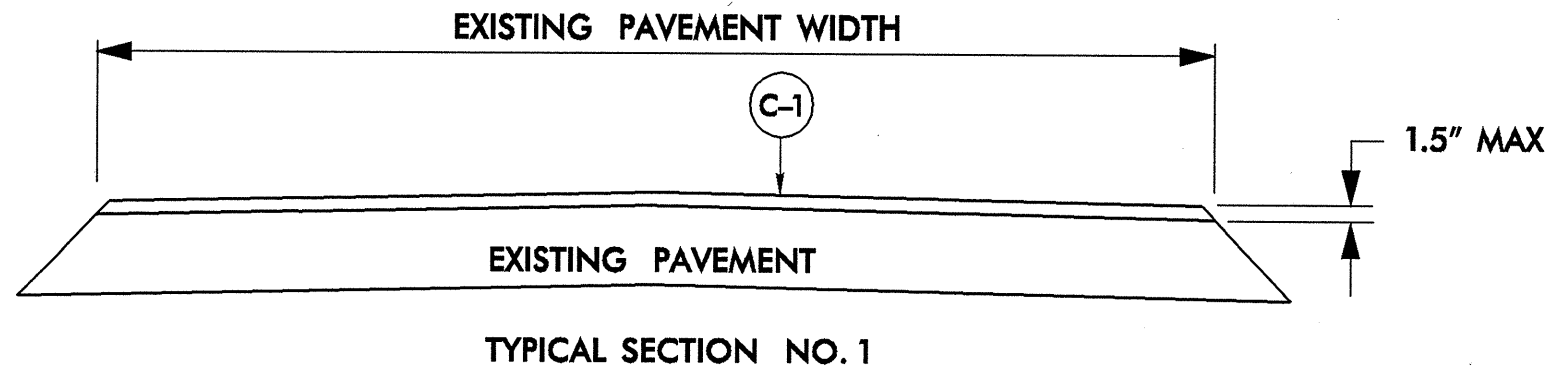 EXISTING PAVEMENT WIDTH
C-1
1.5" MAX
EXISTING PAVEMENT
TYPICAL SECTION NO. 1